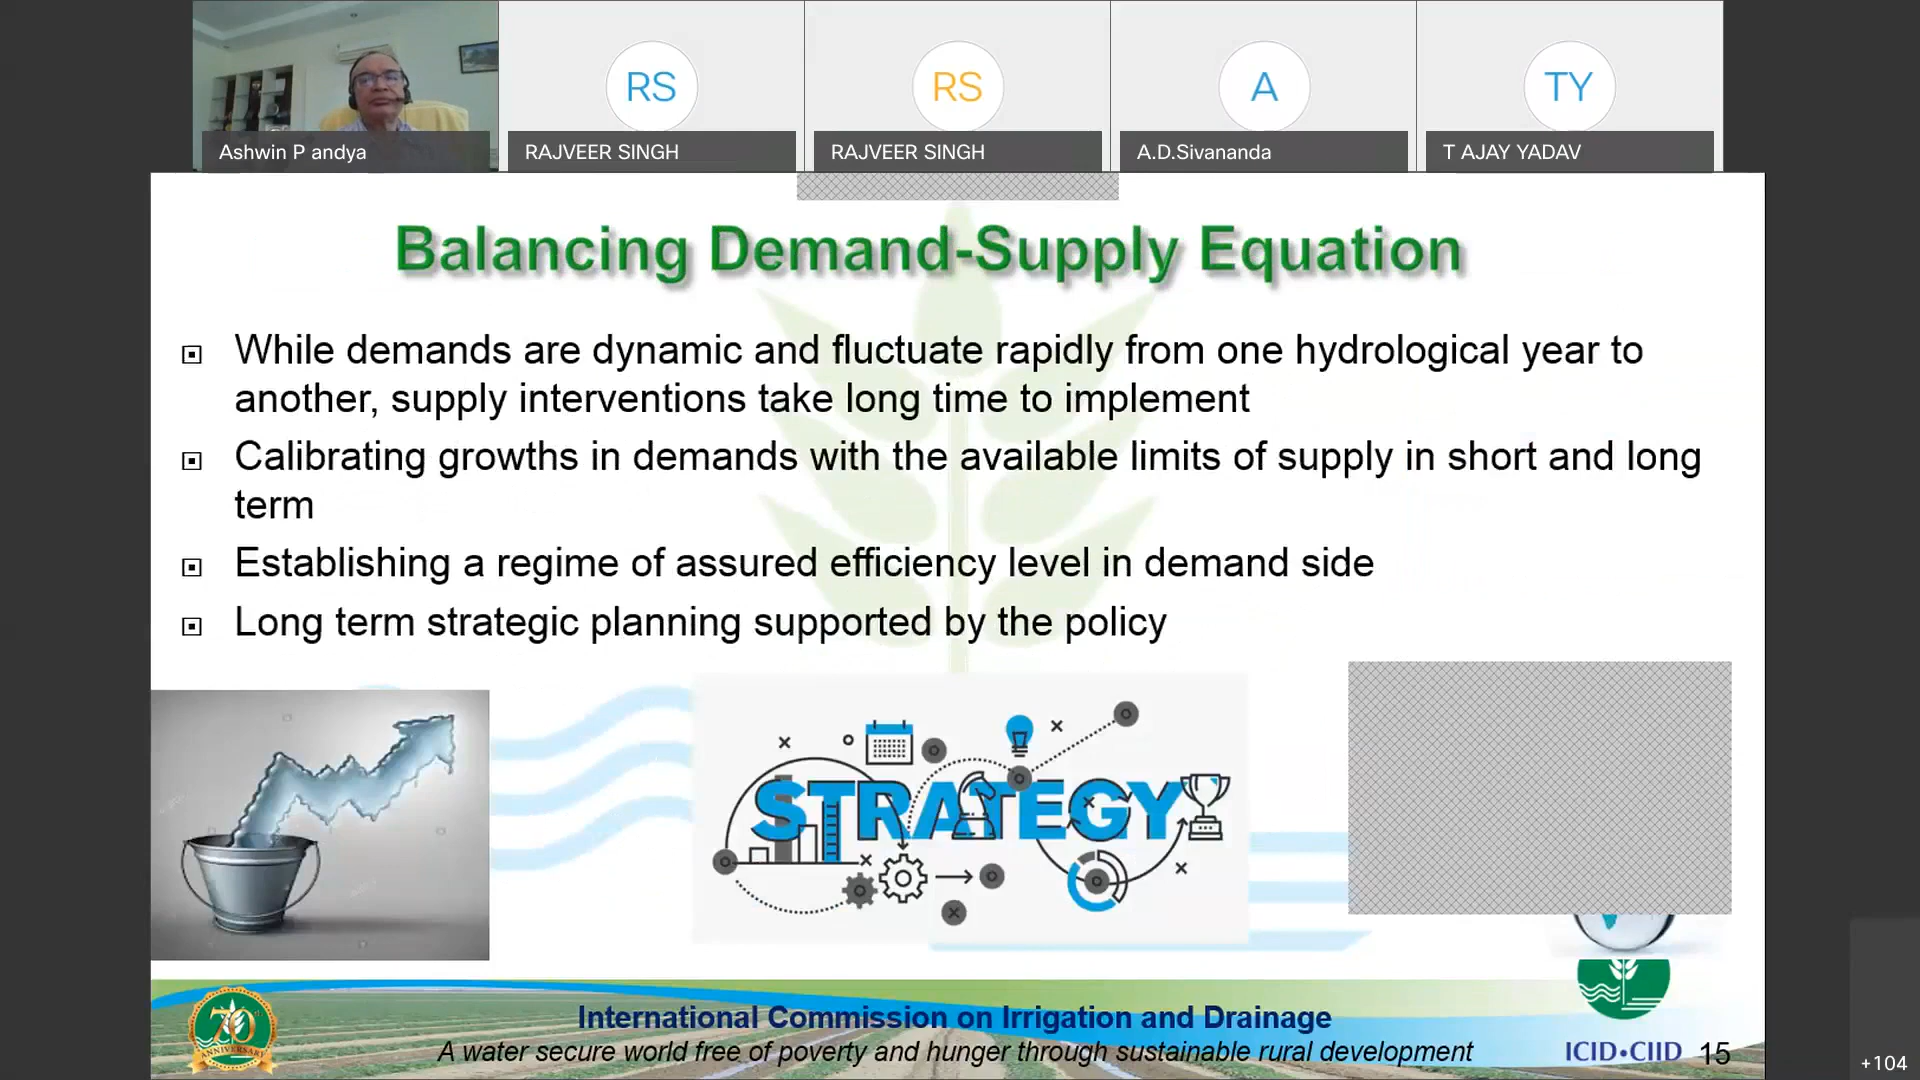 RS
RS
A
TY
Ashwin P andya
RAJVEER SINGH
RAJVEER SINGH
A.D.Sivananda
T AJAY YADAV
Balancing Demand-Supply Equation
While demands are dynamic and fluctuate rapidly from one hydrological year to
another, supply interventions take long time to implement
Calibrating growths in demands with the available limits of supply in short and long
term
Establishing a regime of assured efficiency level in demand side
Long term strategic planning supported by the policy
STRATEGY
70
ANNIVERSARY
International Commission on Irrigation and Drainage
A water secure world free of poverty and hunger through sustainable rural development
ICID•CIID
15
+104